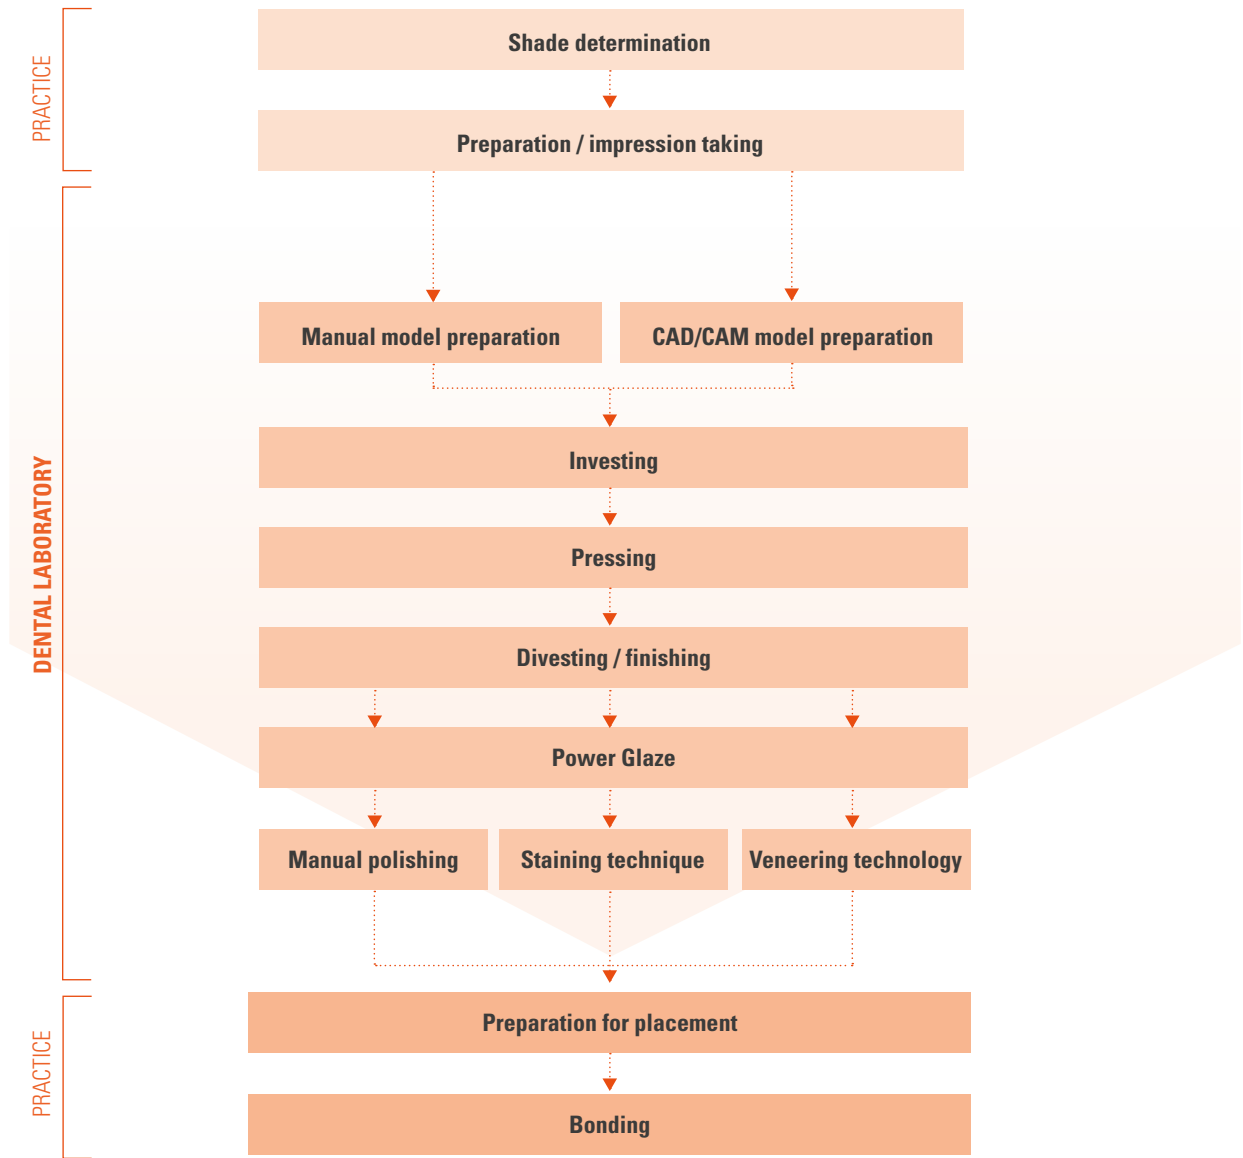 PRACTICE
Shade determination
Preparation / impression taking
DENTAL LABORATORY
Manual model preparation
CAD/CAM model preparation
Investing
Pressing
Divesting / finishing
Power Glaze
Manual polishing
Staining technique
Veneering technology
PRACTICE
Preparation for placement
Bonding